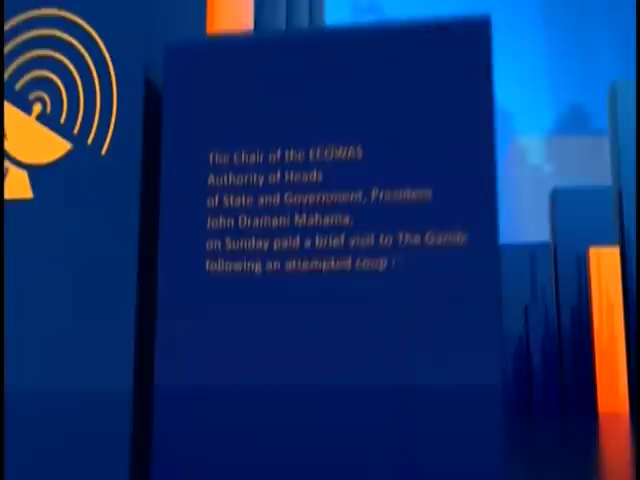 The Chair of the ECOWAS
Authority of Heads
of State and Government, President
John Dramani Mahama,
on Sunday paid a brief visit to The Gambi
following an attempted coup